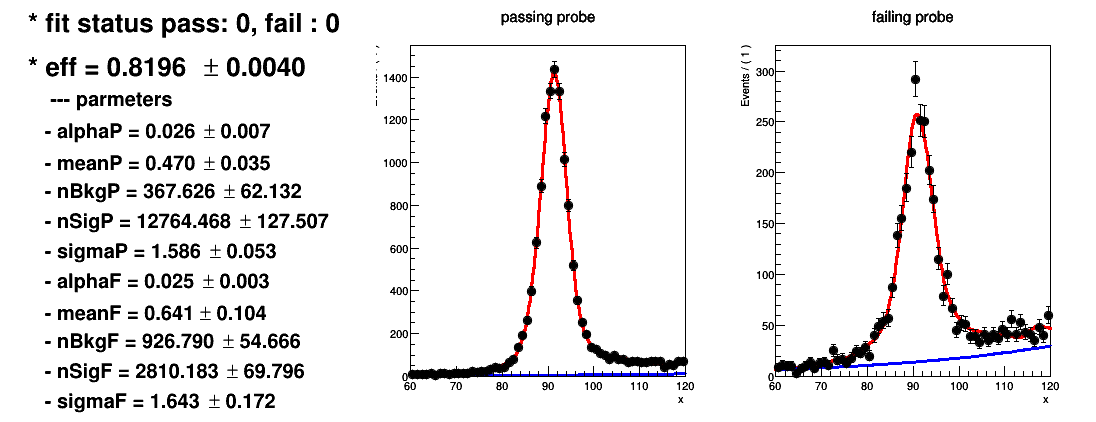 * fit status pass: 0, fail : 0
* eff = 0.8196 ± 0.0040
--- parmeters
- alphaP = 0.026 ± 0.007
- meanP = 0.470 ± 0.035
- nBkgP = 367.626 ± 62.132
- nSigP = 12764.468 ± 127.507
- sigmaP = 1.586 ± 0.053
- alphaF = 0.025 ± 0.003
- meanF = 0.641 ± 0.104
- nBkgF = 926.790 ± 54.666
- nSigF = 2810.183 ± 69.796
- sigmaF = 1.643 ± 0.172
passing probe
1400
1200
1000
800
600
400
200
0
60 70 80 90 100 110 120
x
failing probe
Events / ( 1 )
300
250
200
150
100
50
0
60 70 80 90 100 110 120
x